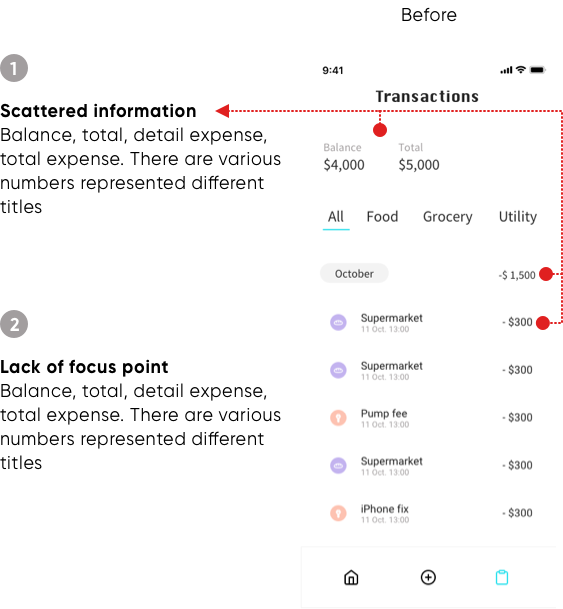 Before
1
Scattered information
Balance, total, detail expense,
total expense. There are various
numbers represented different
titles
2
Lack of focus point
Balance, total, detail expense,
total expense. There are various
numbers represented different
titles
9:41
Transactions
Balance Total
$4,000 $5,000
All Food Grocery Utility
October -$ 1,500
Supermarket - $300
11 Oct. 13:00
Supermarket - $300
11 Oct. 13:00
Pump fee - $300
11 Oct. 13:00
Supermarket - $300
11 Oct. 13:00
iPhone fix - $300
11 Oct. 13:00